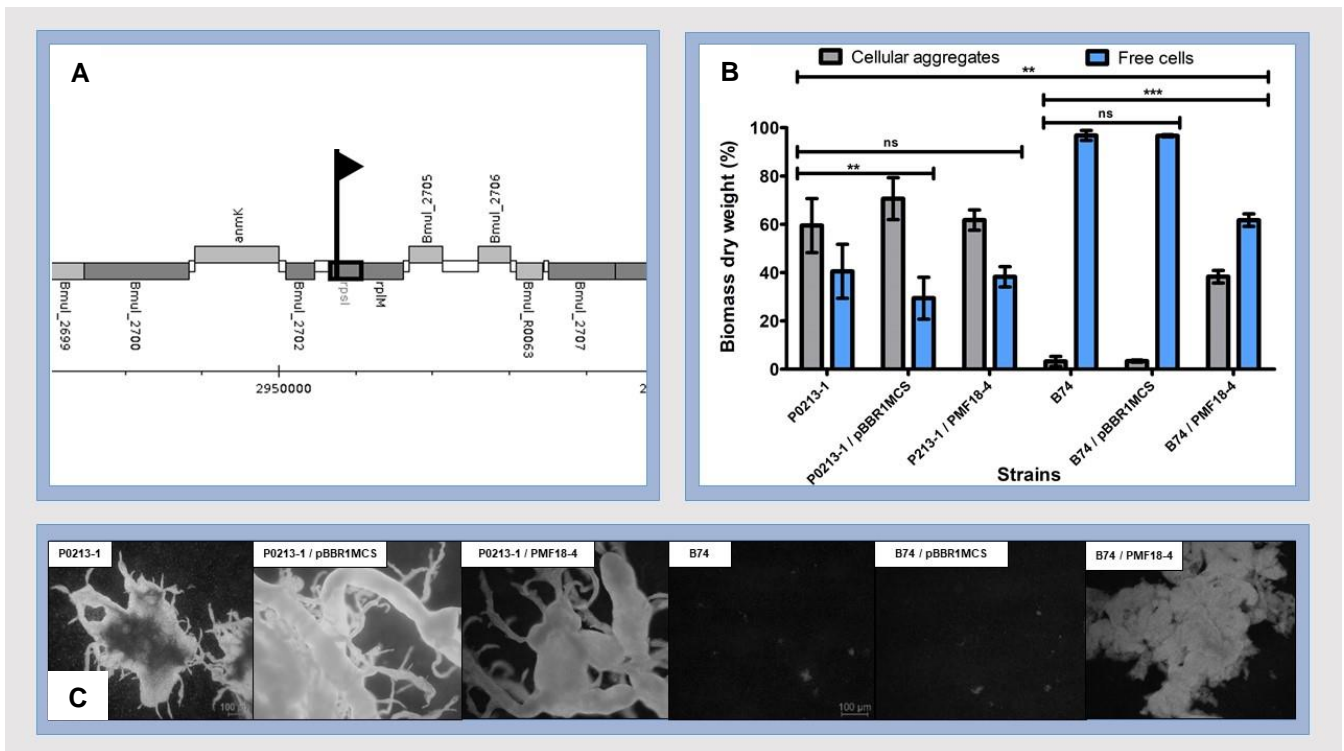 A
anmK
Bmul_2705
Bmul_2706
Bmul_2699
Bmul_2700
Bmul_2702
rpsI
rplM
Bmul_R0063
Bmul_2707
2950000
2
B
Cellular aggregates
Free cells
**
***
ns
ns
**
Biomass dry weight (%)
100
80
60
40
20
0
P0213-1
P0213-1 / pBBR1MCS
P213-1 / PMF18-4
B74
B74 / pBBR1MCS
B74 / PMF18-4
Strains
P0213-1
P0213-1 / pBBR1MCS
P0213-1 / PMF18-4
B74
B74 / pBBR1MCS
B74 / PMF18-4
C
100 µm
100 µm